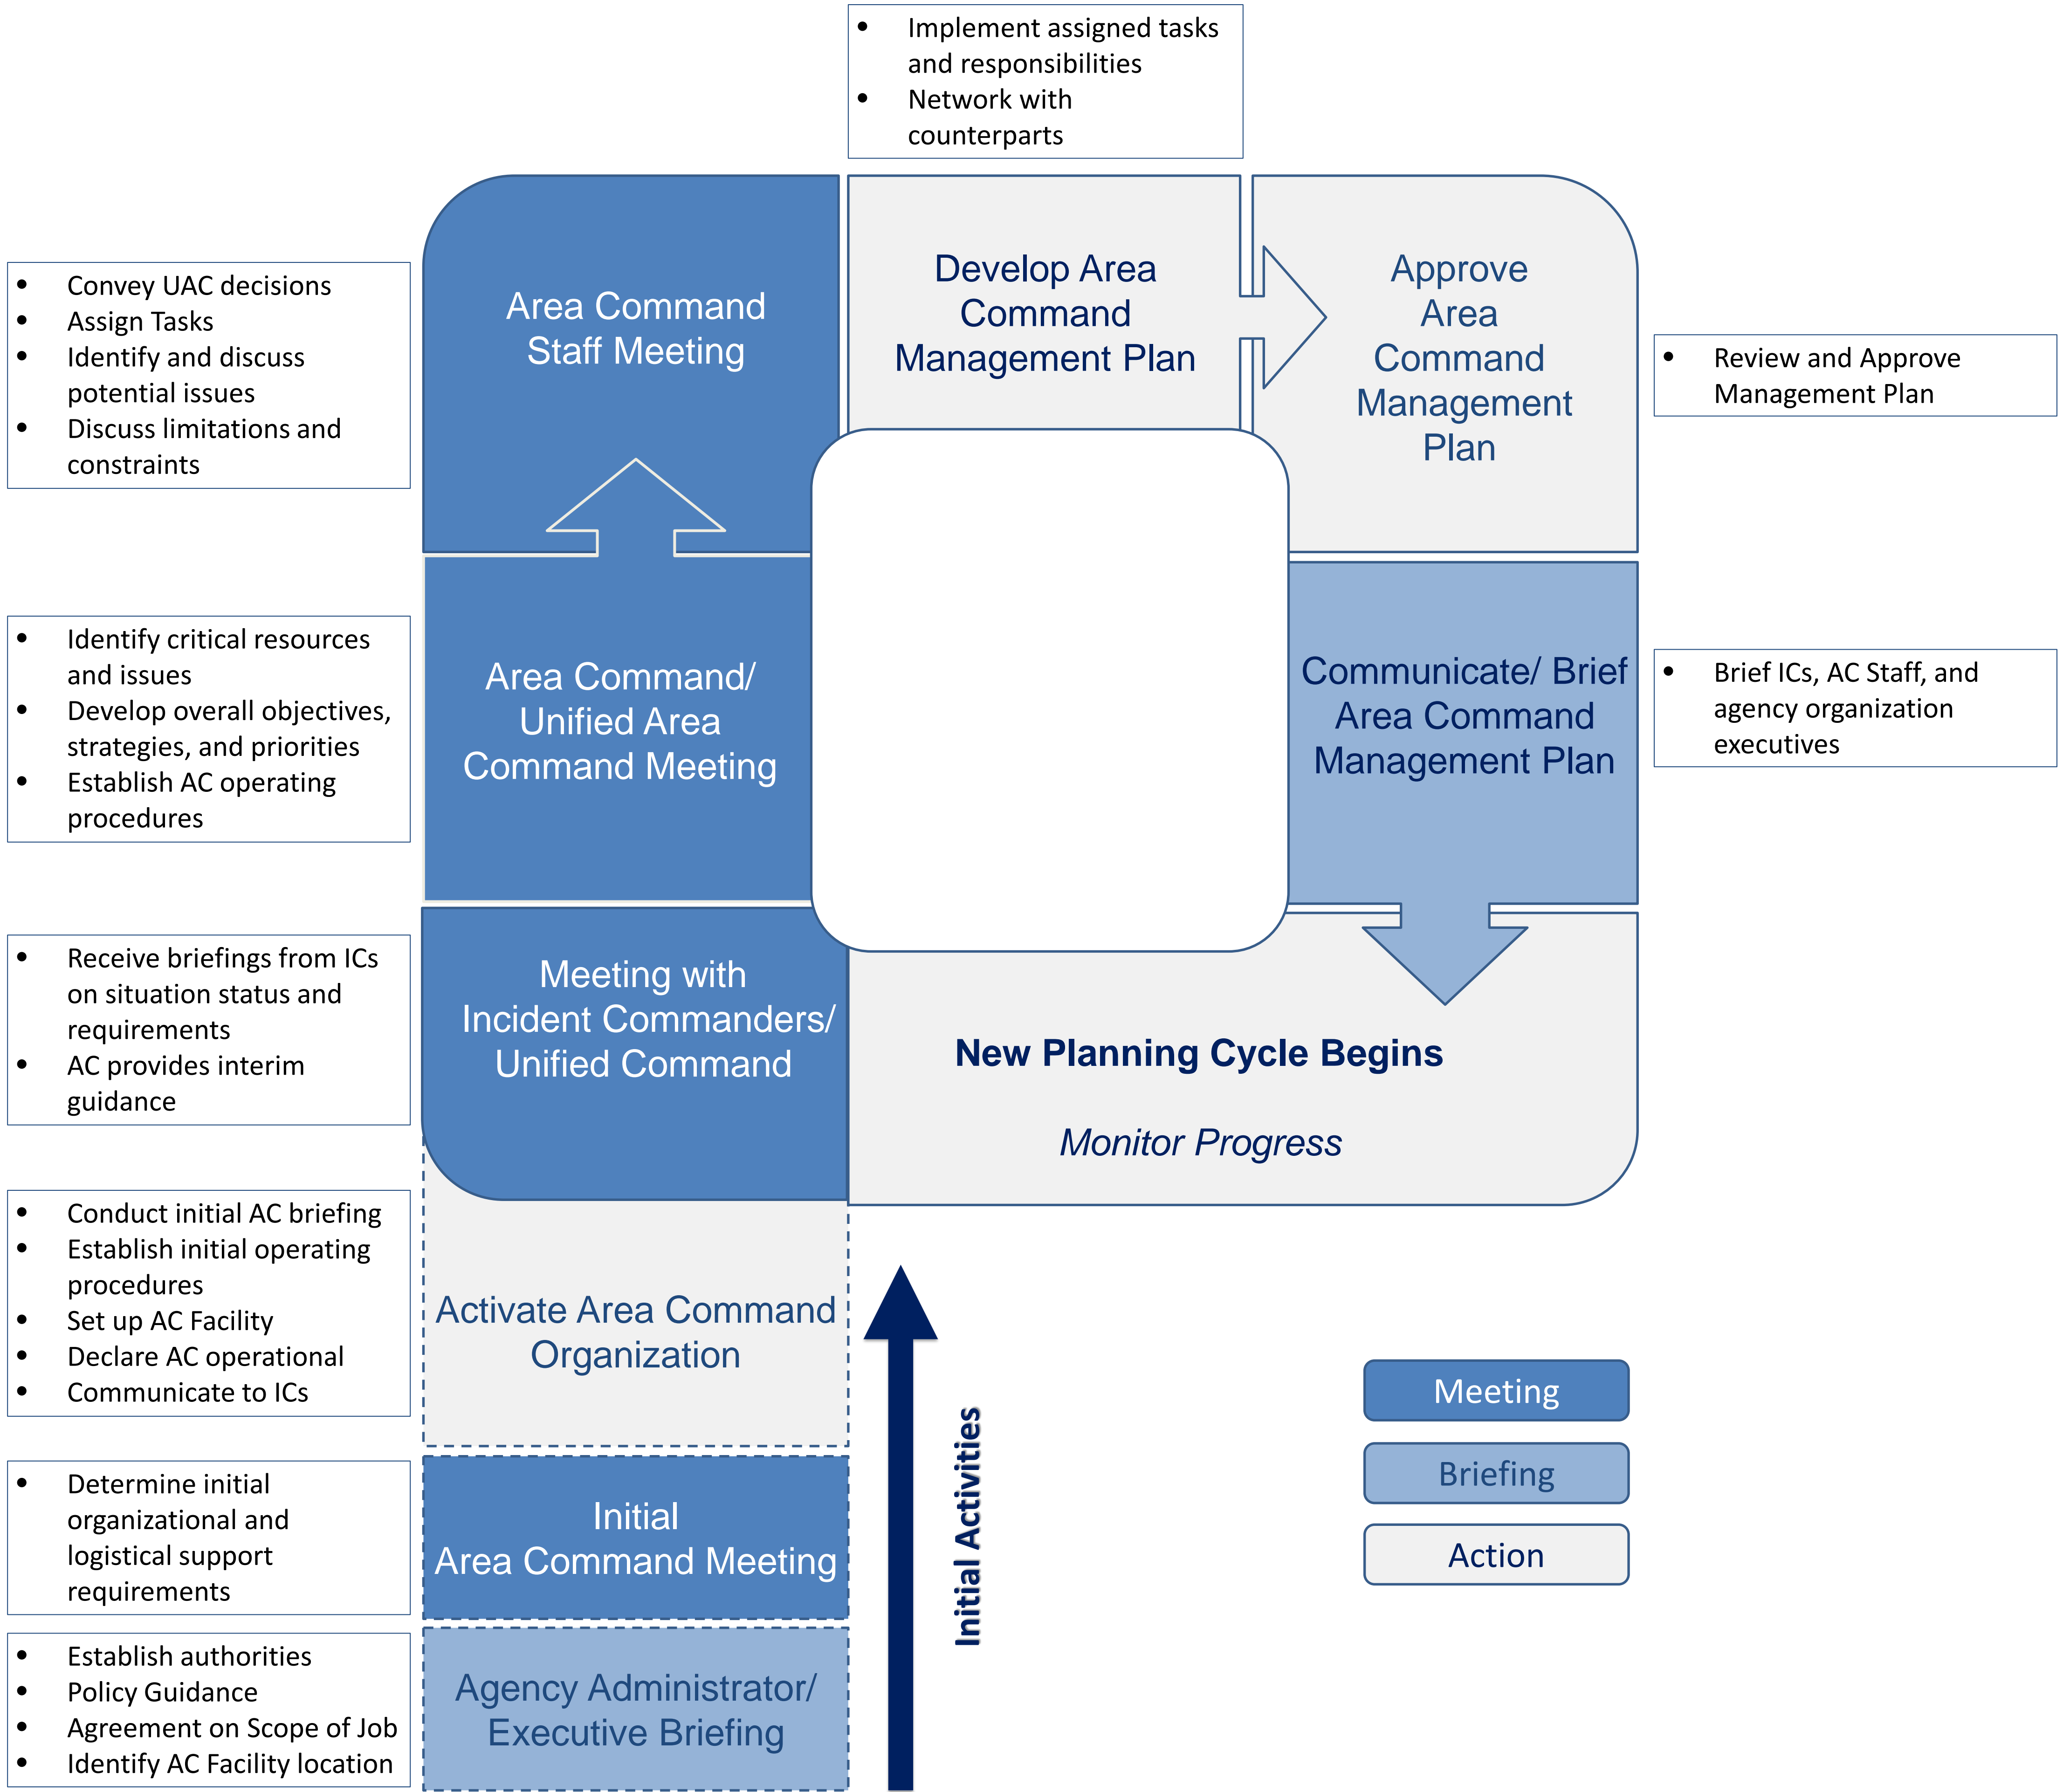 • Implement assigned tasks
and responsibilities
• Network with
counterparts
• Convey UAC decisions
• Assign Tasks
• Identify and discuss
potential issues
• Discuss limitations and
constraints
Area Command
Staff Meeting
Develop Area
Command
Management Plan
Approve
Area
Command
Management
Plan
• Review and Approve
Management Plan
• Identify critical resources
and issues
• Develop overall objectives,
strategies, and priorities
• Establish AC operating
procedures
Area Command/
Unified Area
Command Meeting
Communicate/ Brief
Area Command
Management Plan
• Brief ICs, AC Staff, and
agency organization
executives
• Receive briefings from ICs
on situation status and
requirements
• AC provides interim
guidance
Meeting with
Incident Commanders/
Unified Command
New Planning Cycle Begins
Monitor Progress
• Conduct initial AC briefing
• Establish initial operating
procedures
• Set up AC Facility
• Declare AC operational
• Communicate to ICs
Activate Area Command
Organization
• Determine initial
organizational and
logistical support
requirements
Initial
Area Command Meeting
• Establish authorities
• Policy Guidance
• Agreement on Scope of Job
• Identify AC Facility location
Agency Administrator/
Executive Briefing
Initial Activities
Meeting
Briefing
Action